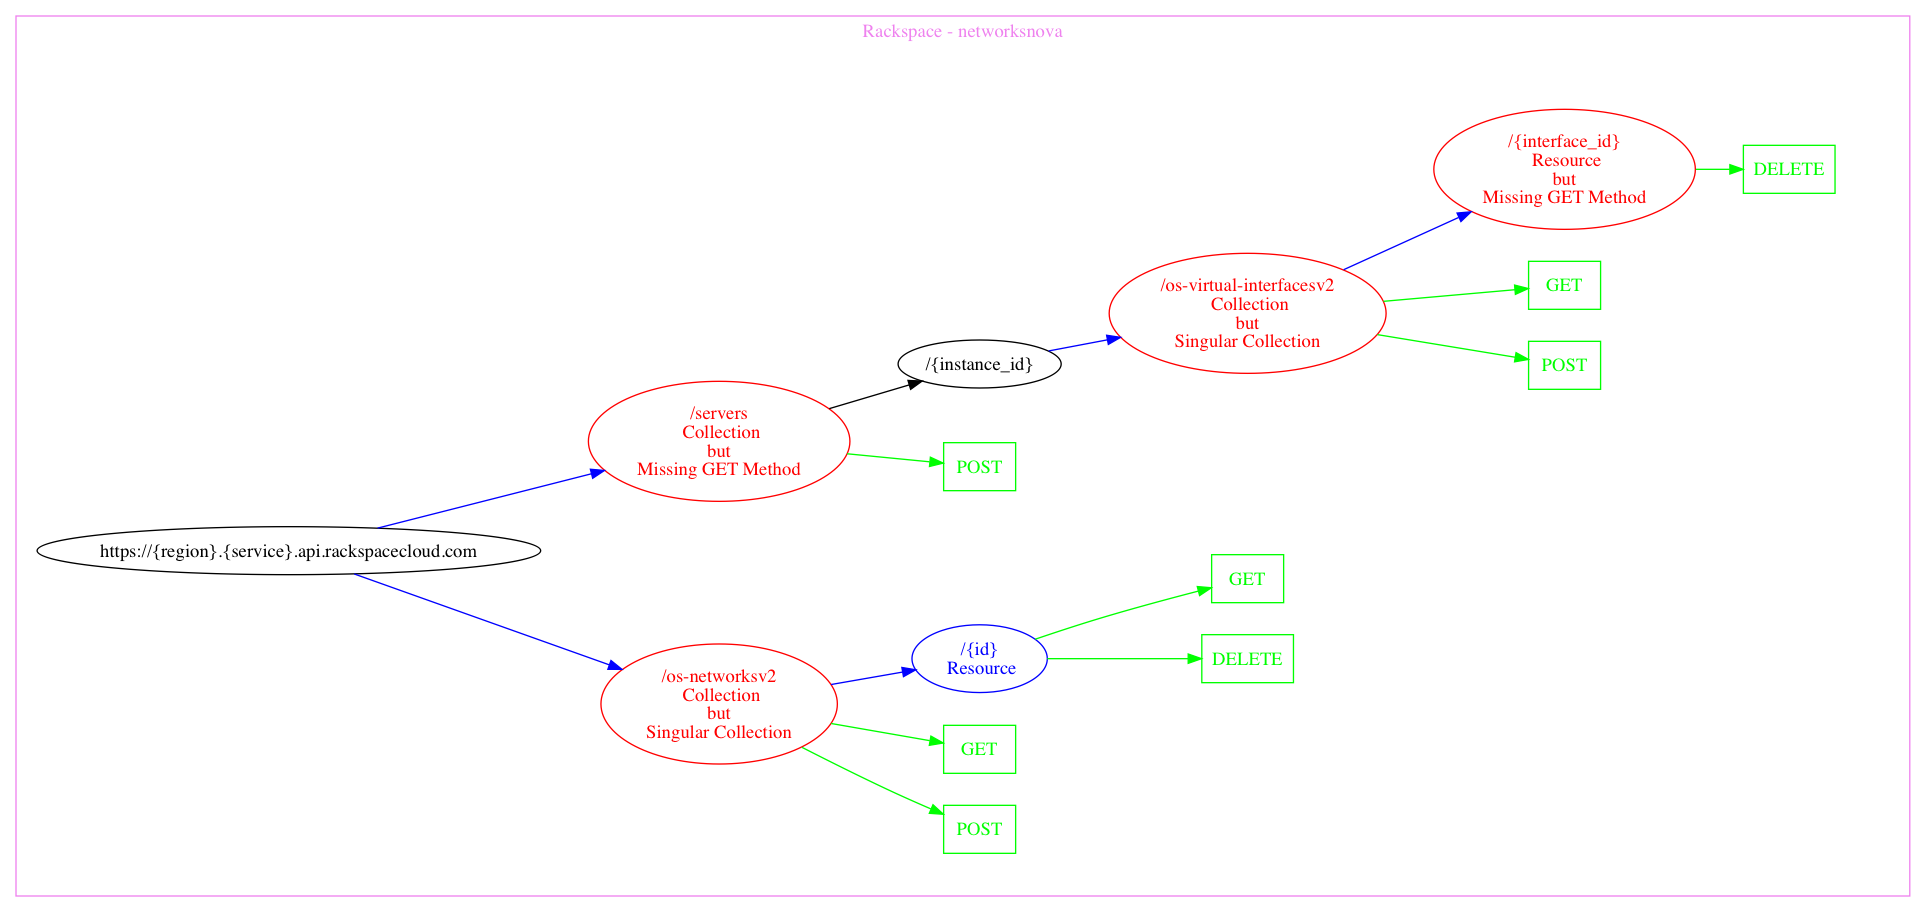 Rackspace - networksnova
/{interface_id}
Resource
but
Missing GET Method
DELETE
/os-virtual-interfacesv2
Collection
but
Singular Collection
GET
POST
/{instance_id}
/servers
Collection
but
Missing GET Method
POST
https://{region}.{service}.api.rackspacecloud.com
/os-networksv2
Collection
but
Singular Collection
/{id}
Resource
GET
DELETE
GET
POST